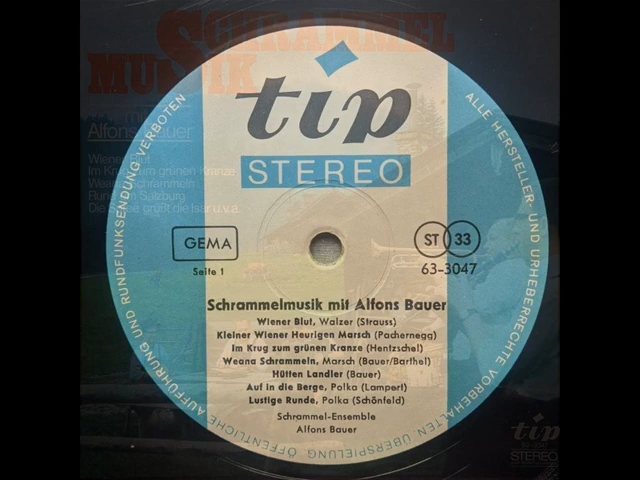 SCHRAMMEL
MUSIK
mit
Alfons Bauer
Wiener Blut
Im Krug zum grünen Kranze
Weana Schrammeln
Rund um Salzburg
Die Spree grüßt die Isar u.v.a.
tip
STEREO
GEMA
Seite 1
ST 33
63-3047
Schrammelmusik mit Alfons Bauer
Wiener Blut, Walzer (Strauss)
Kleiner Wiener Heurigen Marsch (Pachernegg)
Im Krug zum grünen Kranze (Hentzschel)
Weana Schrammeln, Marsch (Bauer/Barthel)
Hütten Landler (Bauer)
Auf in die Berge, Polka (Lampert)
Lustige Runde, Polka (Schönfeld)
Schrammel-Ensemble
Alfons Bauer
ALLE HERSTELLER- UND URHEBERRECHTE VORBEHALTEN. ÜBERSPIELUNG ÖFFENTLICHE AUFFÜHRUNG UND RUNDFUNKSENDUNG VERBOTEN
tip
STEREO